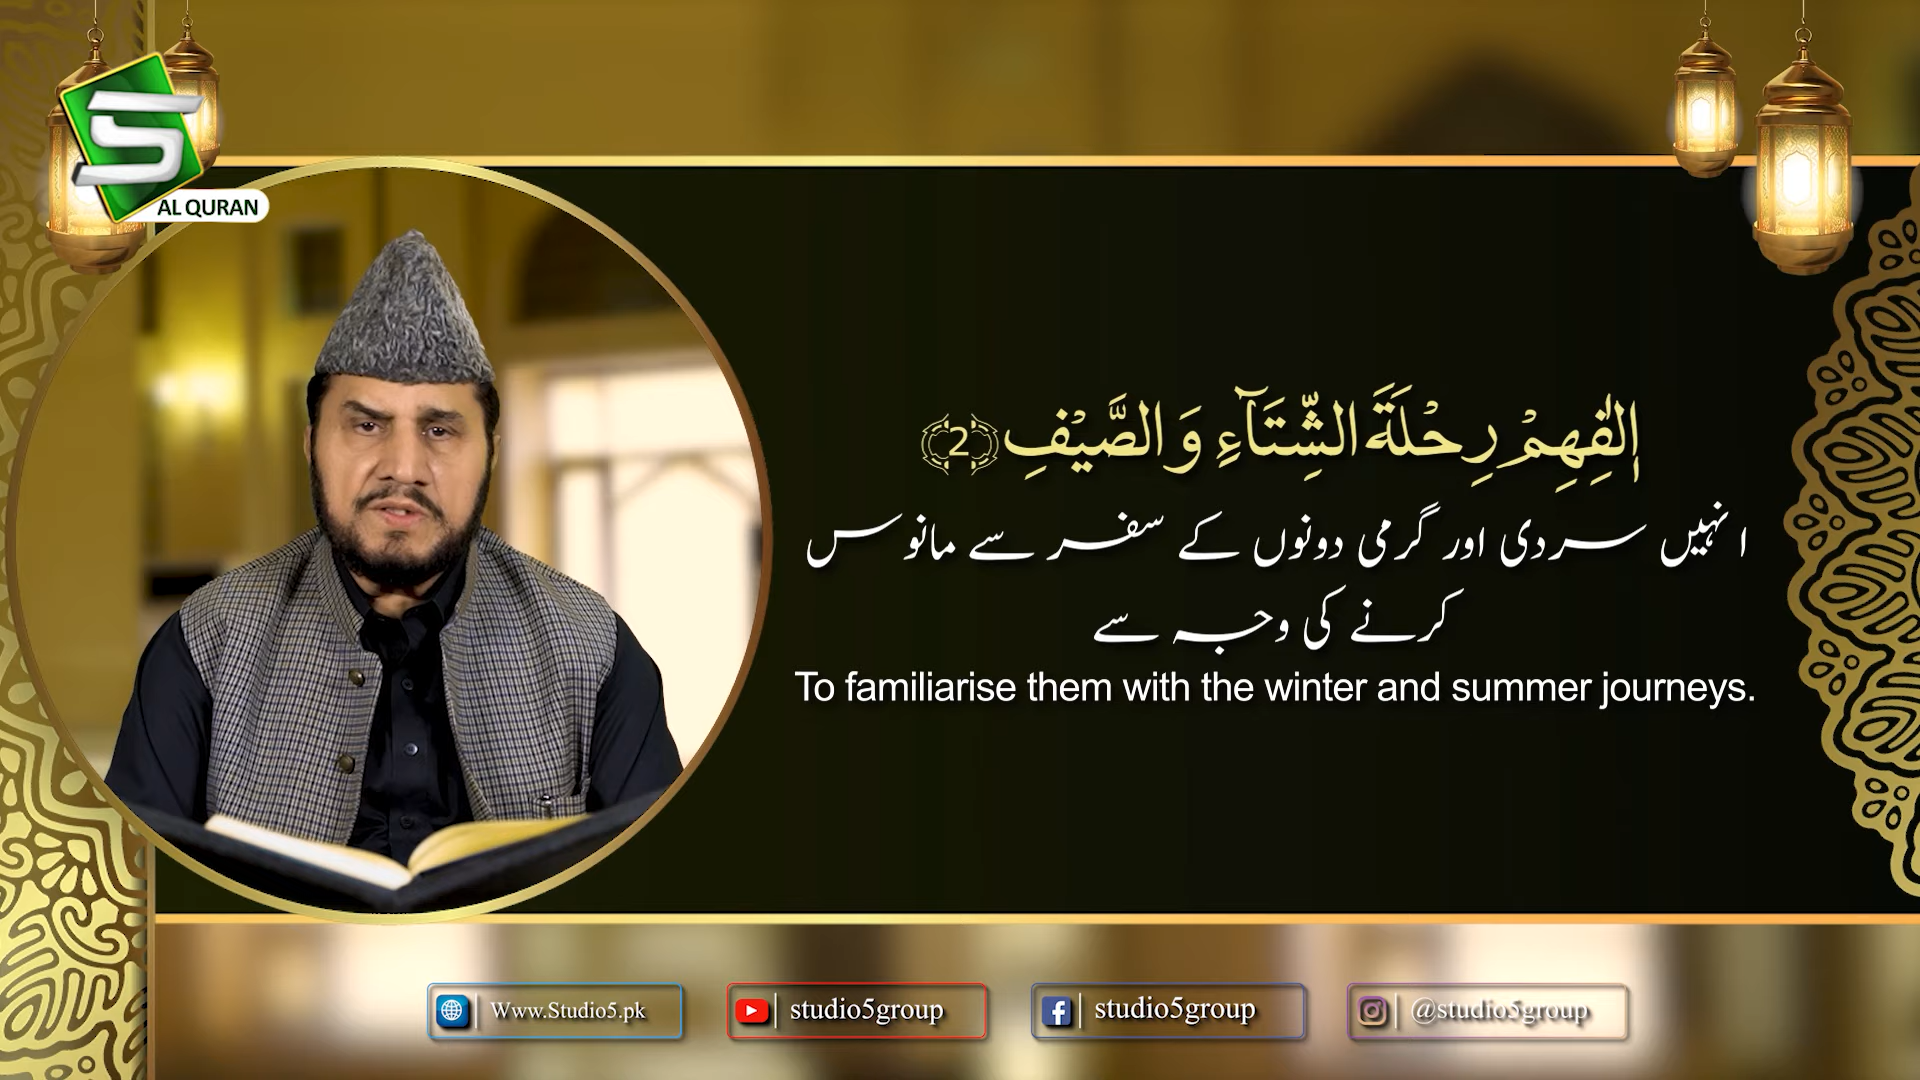 S
AL QURAN
اٖلٰفِهِمْ رِحْلَةَ الشِّتَآءِ وَ الصَّيْفِ 2
انہیں سردی اور گرمی دونوں کے سفر سے مانوس
کرنے کی وجہ سے
To familiarise them with the winter and summer journeys.
Www.Studio5.pk
studio5group
studio5group
@studio5group